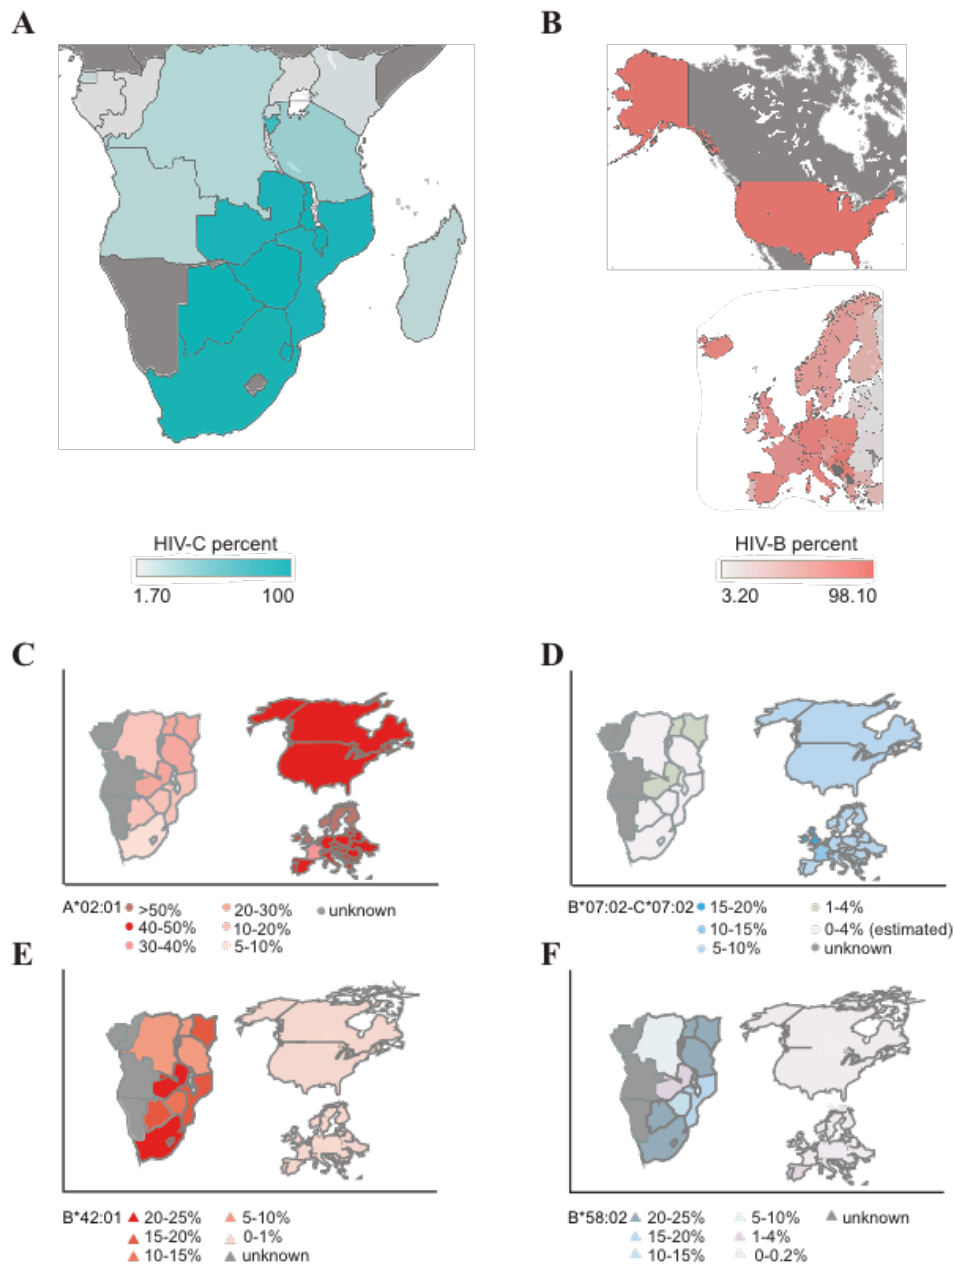 A
B
HIV-C percent
1.70 100
HIV-B percent
3.20 98.10
C
D
A*02:01 >50% 20-30% unknown
40-50% 10-20%
30-40% 5-10%
B*07:02-C*07:02 15-20% 1-4%
10-15% 0-4% (estimated)
5-10% unknown
E
F
B*42:01 20-25% 5-10%
15-20% 0-1%
10-15% unknown
B*58:02 20-25% 5-10% unknown
15-20% 1-4%
10-15% 0-0.2%